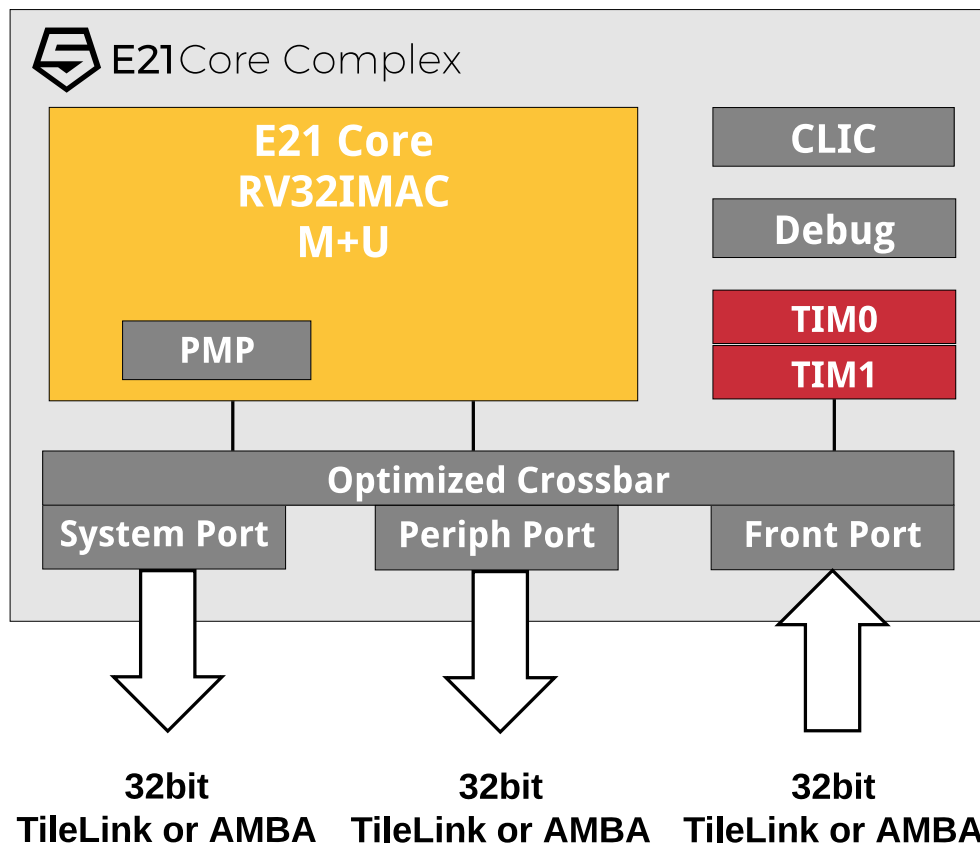 E21 Core Complex
E21 Core
RV32IMAC
M+U
PMP
CLIC
Debug
TIM0
TIM1
Optimized Crossbar
System Port
Periph Port
Front Port
32bit
TileLink or AMBA
32bit
TileLink or AMBA
32bit
TileLink or AMBA